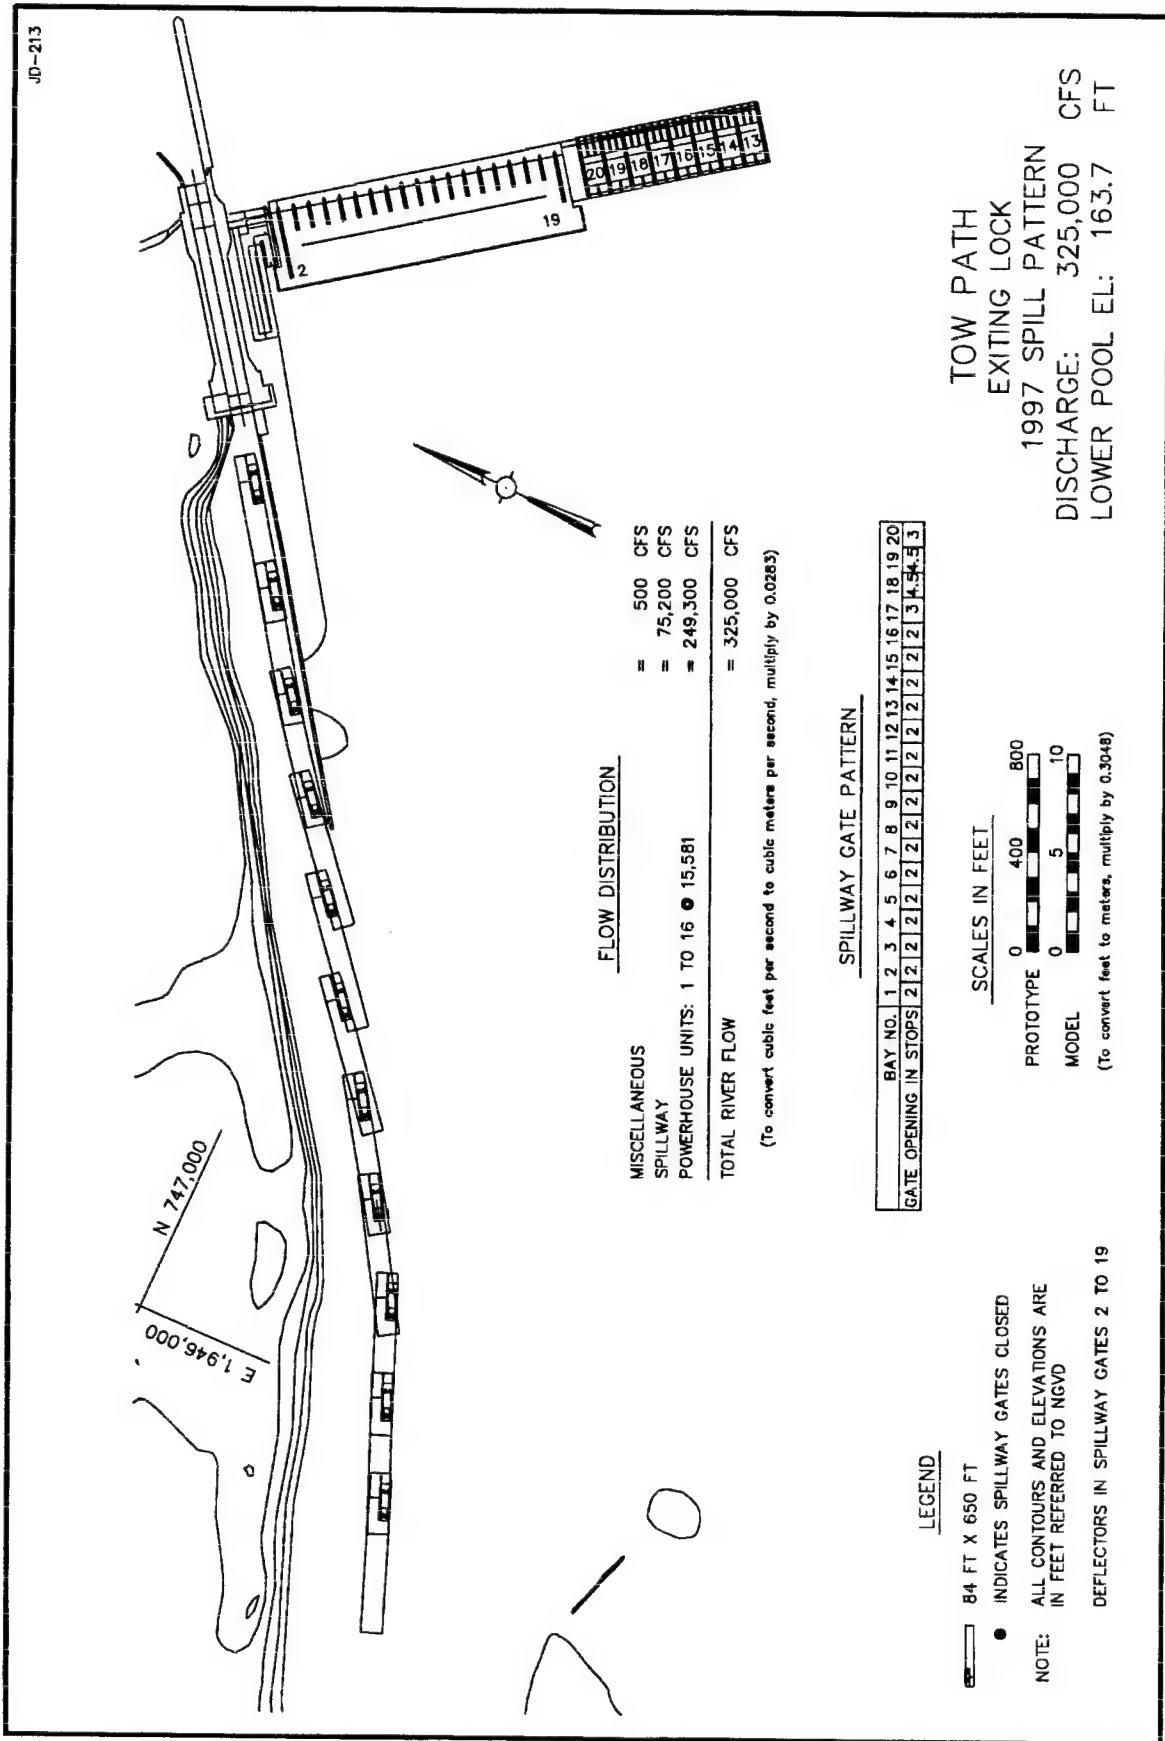 JD-213
2
19
20 19 18 17 16 15 14 13
N 747,000
E 1,946,000
FLOW DISTRIBUTION
MISCELLANEOUS = 500 CFS
SPILLWAY = 75,200 CFS
POWERHOUSE UNITS: 1 TO 16 @ 15,581 = 249,300 CFS
TOTAL RIVER FLOW = 325,000 CFS
(To convert cubic feet per second to cubic meters per second, multiply by 0.0283)
SPILLWAY GATE PATTERN
BAY NO. 1 2 3 4 5 6 7 8 9 10 11 12 13 14 15 16 17 18 19 20
GATE OPENING IN STOPS 2 2 2 2 2 2 2 2 2 2 2 2 2 2 2 2 3 4.5 4.5 3
SCALES IN FEET
PROTOTYPE 0 400 800
MODEL 0 5 10
(To convert feet to meters, multiply by 0.3048)
LEGEND
84 FT X 650 FT
● INDICATES SPILLWAY GATES CLOSED
NOTE: ALL CONTOURS AND ELEVATIONS ARE
IN FEET REFERRED TO NGVD
DEFLECTORS IN SPILLWAY GATES 2 TO 19
TOW PATH
EXITING LOCK
1997 SPILL PATTERN
DISCHARGE: 325,000 CFS
LOWER POOL EL: 163.7 FT